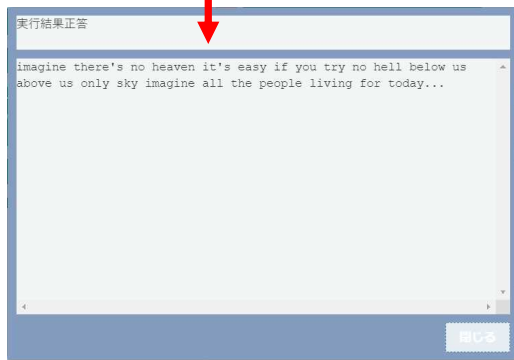 実行結果正答
imagine there's no heaven it's easy if you try no hell below us
above us only sky imagine all the people living for today...
閉じる